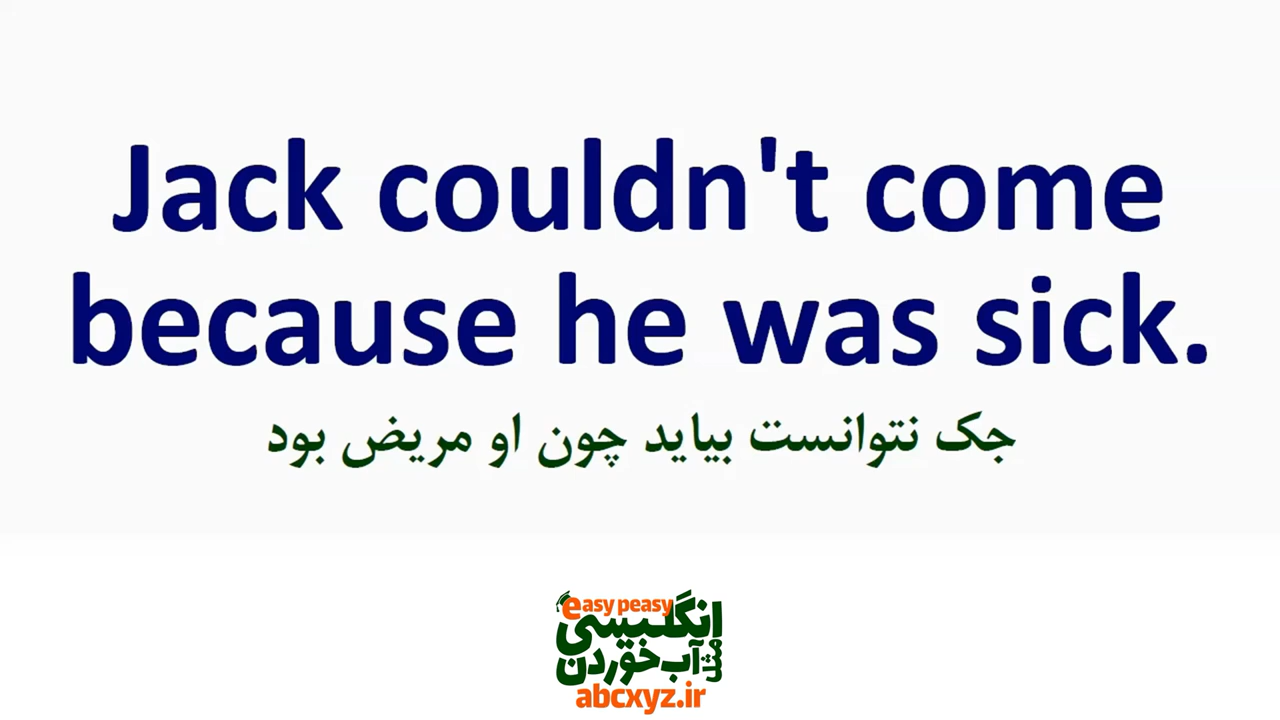 Jack couldn't come
because he was sick.
جک نتوانست بیاید چون او مریض بود
easy peasy
انگلیسی
مثل آب خوردن
abcxyz.ir